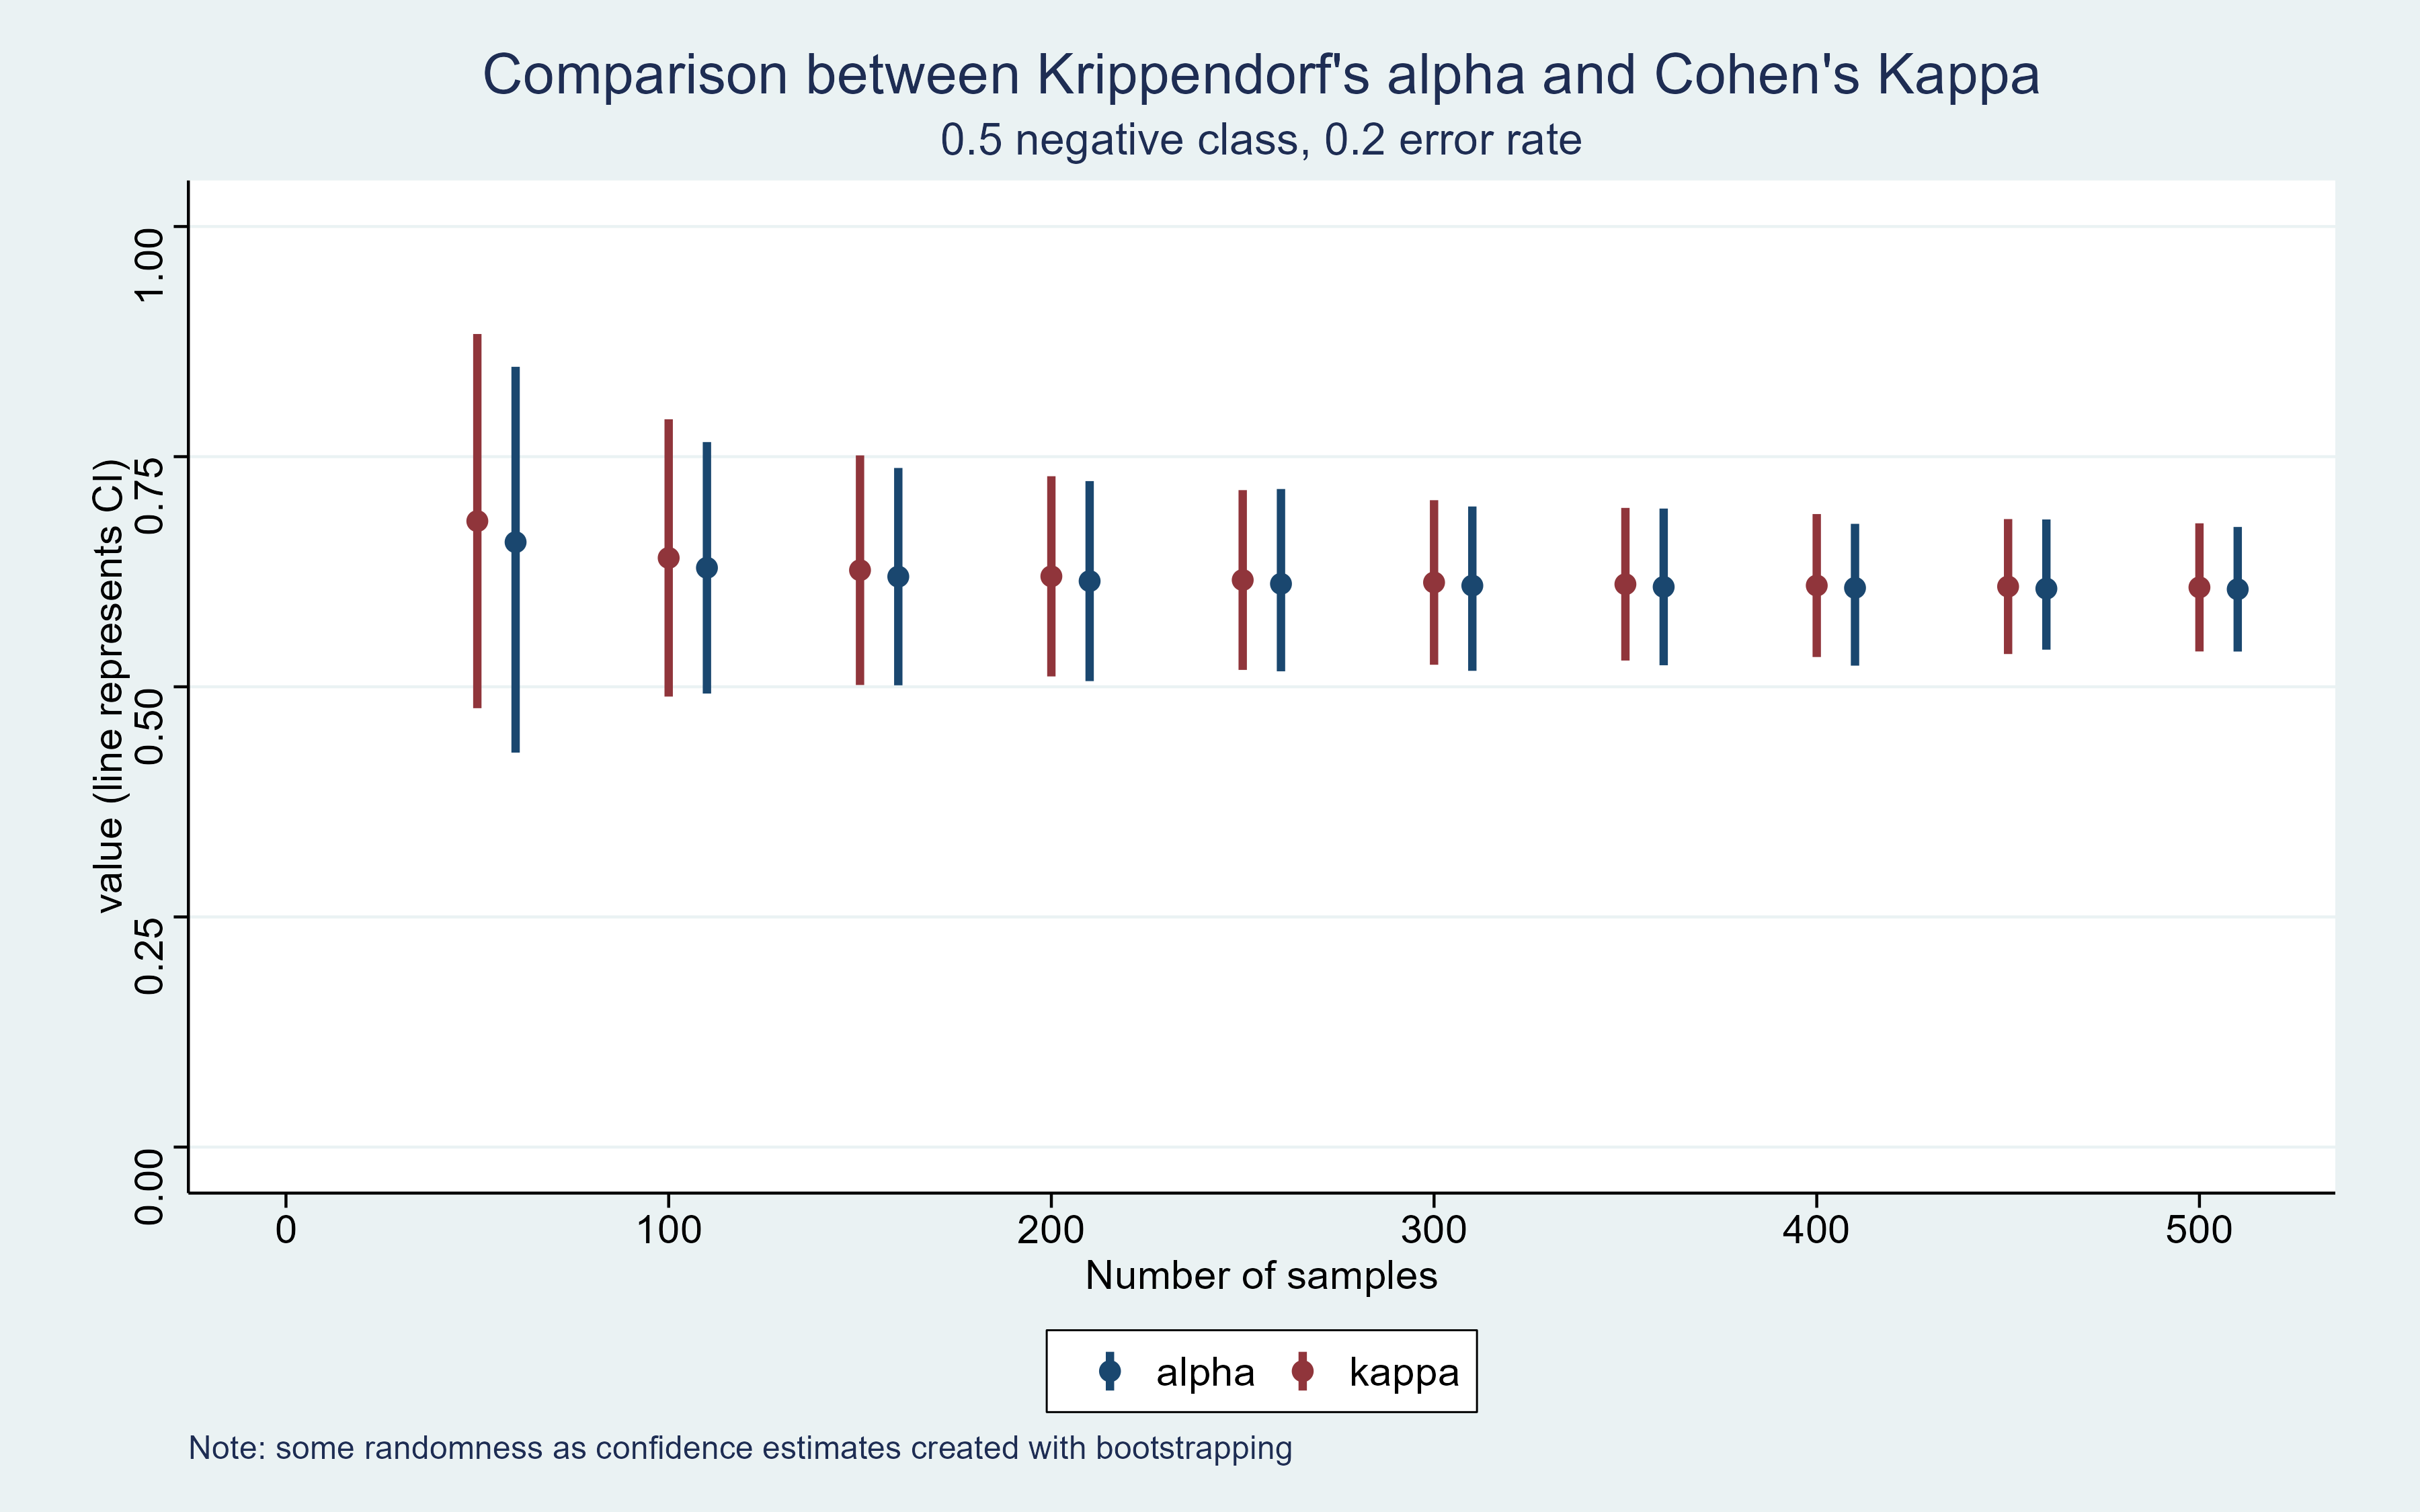 Comparison between Krippendorf's alpha and Cohen's Kappa
0.5 negative class, 0.2 error rate
value (line represents CI)
1.00
0.75
0.50
0.25
0.00
0 100 200 300 400 500
Number of samples
alpha kappa
Note: some randomness as confidence estimates created with bootstrapping